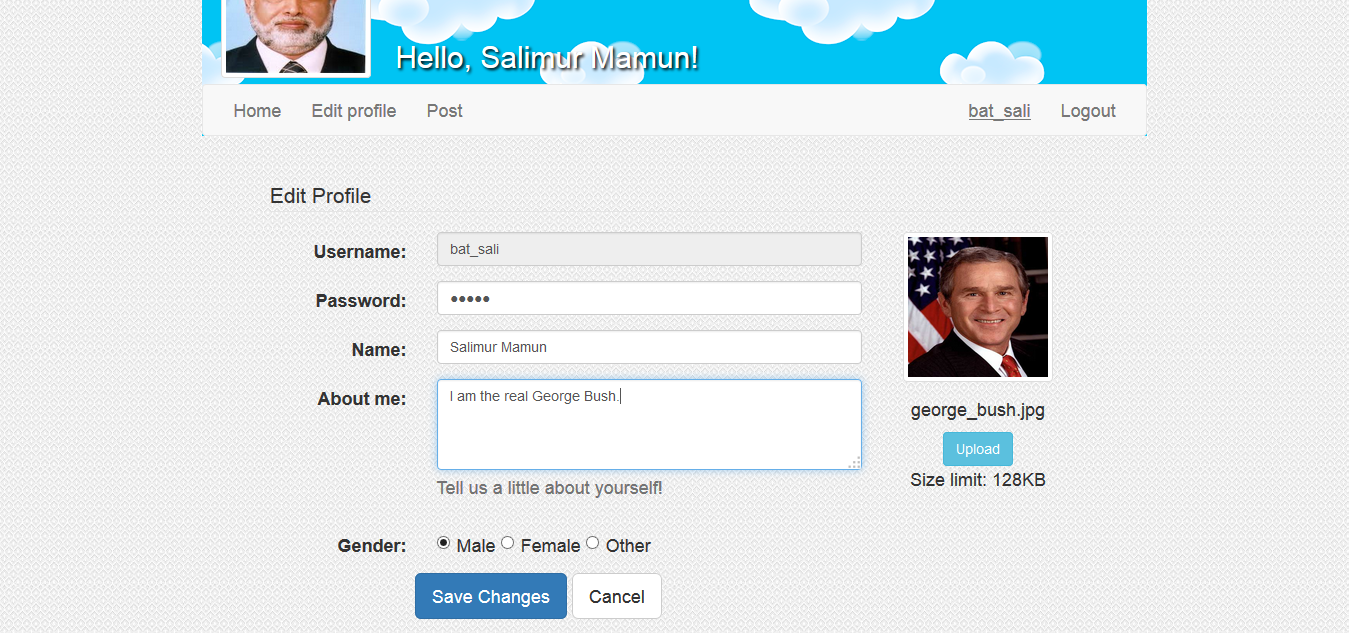 Hello, Salimur Mamun!
Home Edit profile Post bat_sali Logout
Edit Profile
Username: bat_sali
Password: •••••
Name: Salimur Mamun
About me: I am the real George Bush.
george_bush.jpg
Upload
Size limit: 128KB
Tell us a little about yourself!
Gender: Male Female Other
Save Changes Cancel